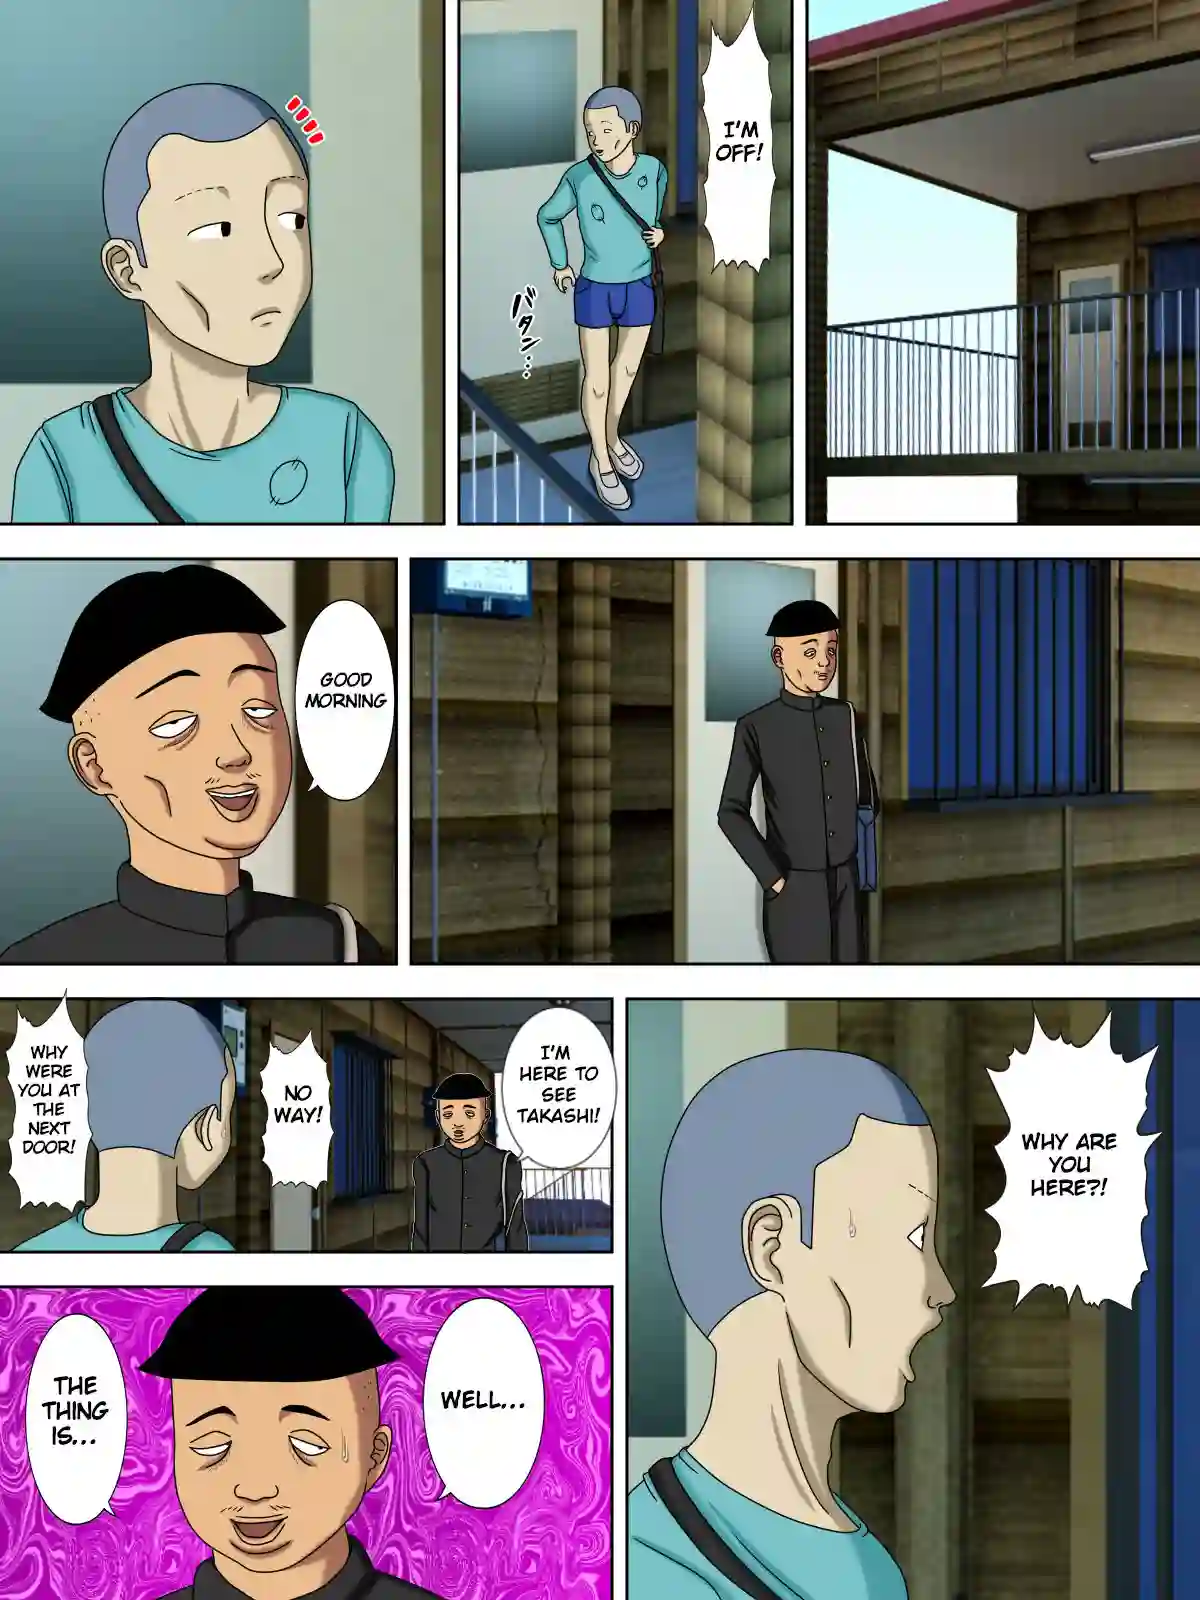 I'M
OFF!
バタン…
GOOD
MORNING
WHY ARE
YOU
HERE?!
I'M
HERE TO
SEE
TAKASHI!
NO
WAY!
WHY
WERE
YOU AT
THE
NEXT
DOOR!
WELL...
THE
THING
IS...